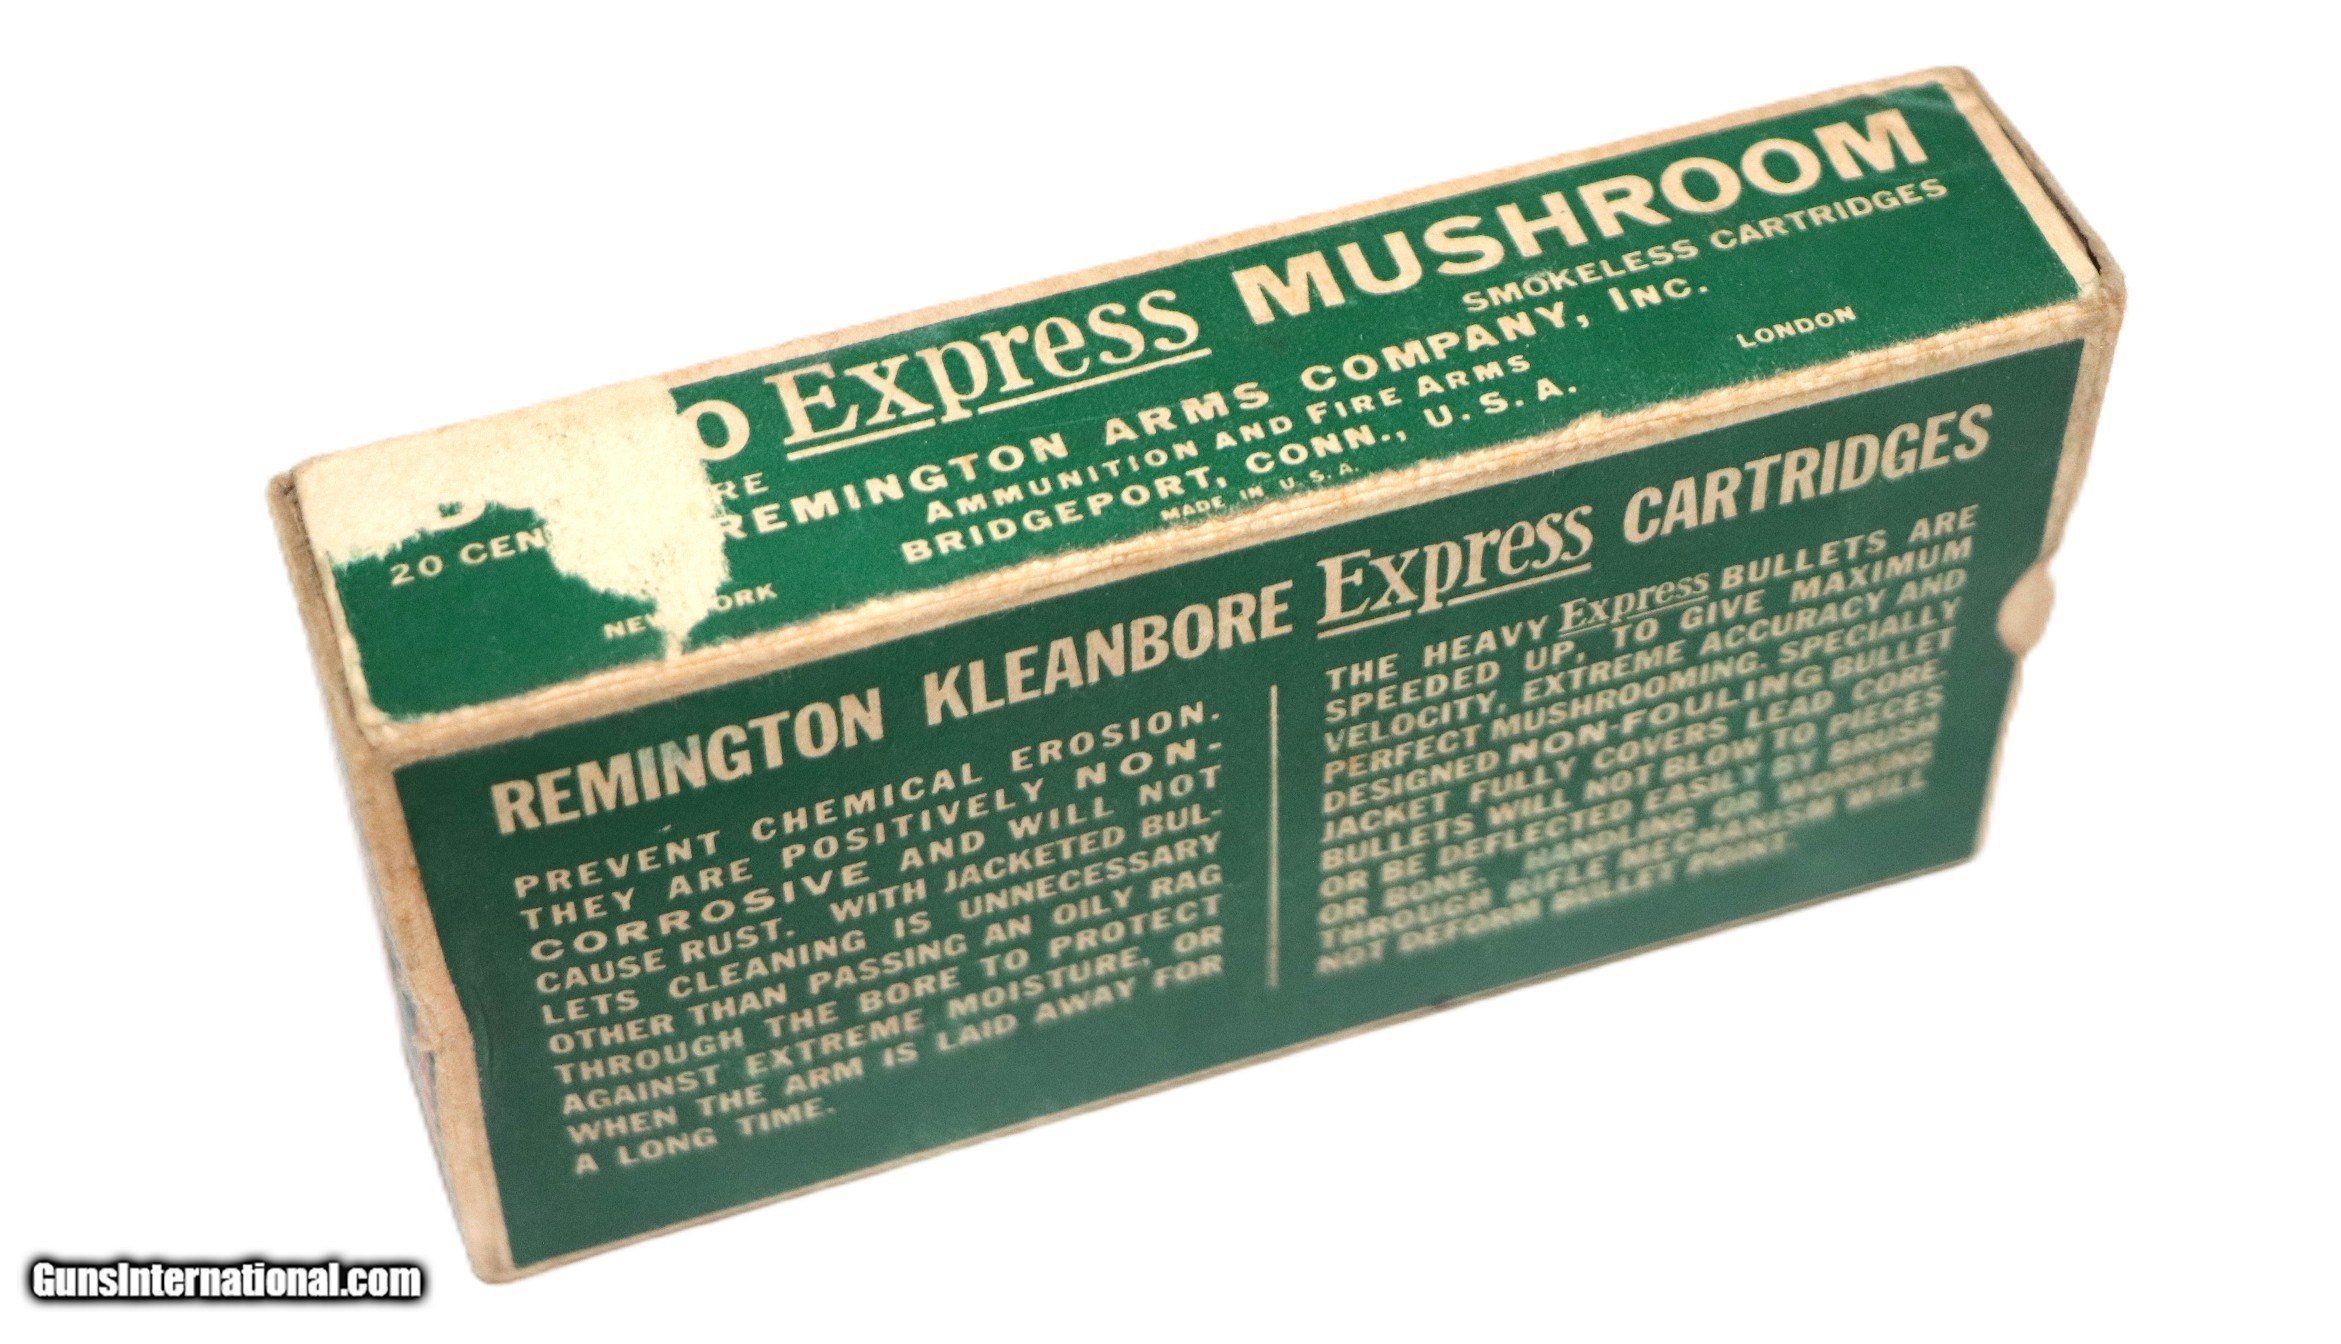 Express MUSHROOM
SMOKELESS CARTRIDGES
REMINGTON ARMS COMPANY, INC.
20 CEN
AMMUNITION AND FIRE ARMS
BRIDGEPORT, CONN., U.S.A.
LONDON
MADE IN U.S.A.
REMINGTON KLEANBORE Express CARTRIDGES
PREVENT CHEMICAL EROSION.
THEY ARE POSITIVELY NON-
CORROSIVE AND WILL NOT
CAUSE RUST. WITH JACKETED BUL-
LETS CLEANING IS UNNECESSARY
OTHER THAN PASSING AN OILY RAG
THROUGH THE BORE TO PROTECT
AGAINST EXTREME MOISTURE, OR
WHEN THE ARM IS LAID AWAY FOR
A LONG TIME.
THE HEAVY Express BULLETS ARE
SPEEDED UP, TO GIVE MAXIMUM
VELOCITY, EXTREME ACCURACY AND
PERFECT MUSHROOMING. SPECIALLY
DESIGNED NON-FOULING BULLET
JACKET FULLY COVERS LEAD CORE.
BULLETS WILL NOT BLOW TO PIECES
OR BE DEFLECTED EASILY BY BRUSH
OR BONE. HANDLING OR WORKING
THROUGH RIFLE MECHANISM WILL
NOT DEFORM BULLET POINT.
GunsInternational.com